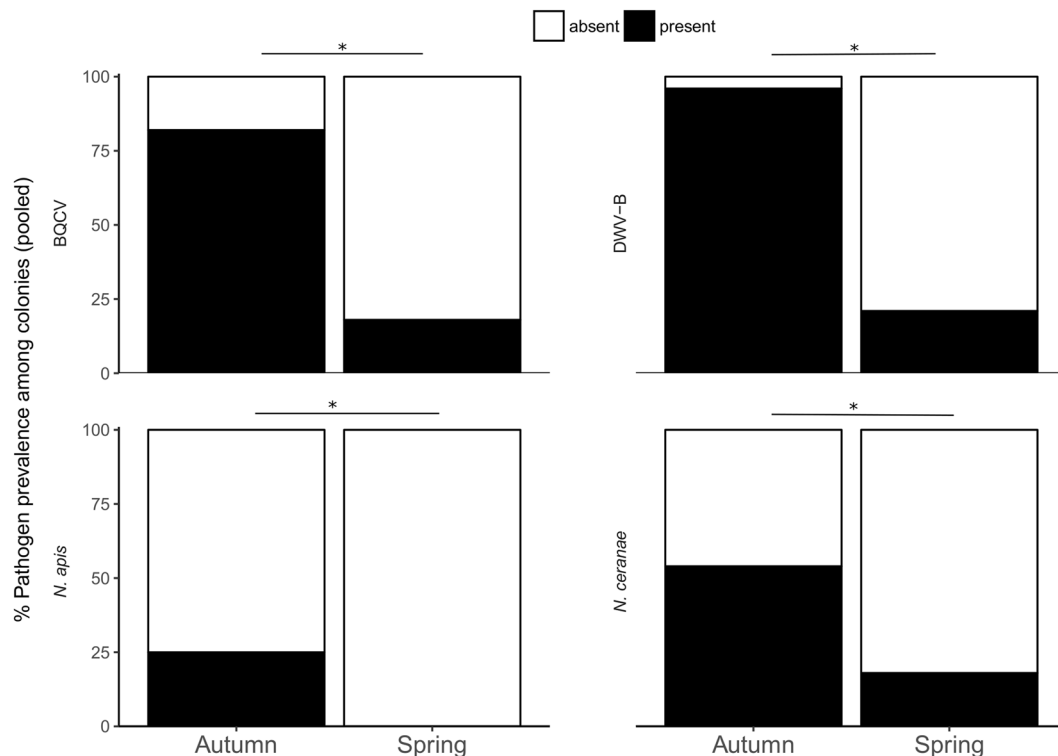 absent present
*
*
100
75
50
25
0
BQCV
DWV−B
% Pathogen prevalence among colonies (pooled)
*
*
100
75
50
25
0
N. apis
N. ceranae
Autumn Spring
Autumn Spring